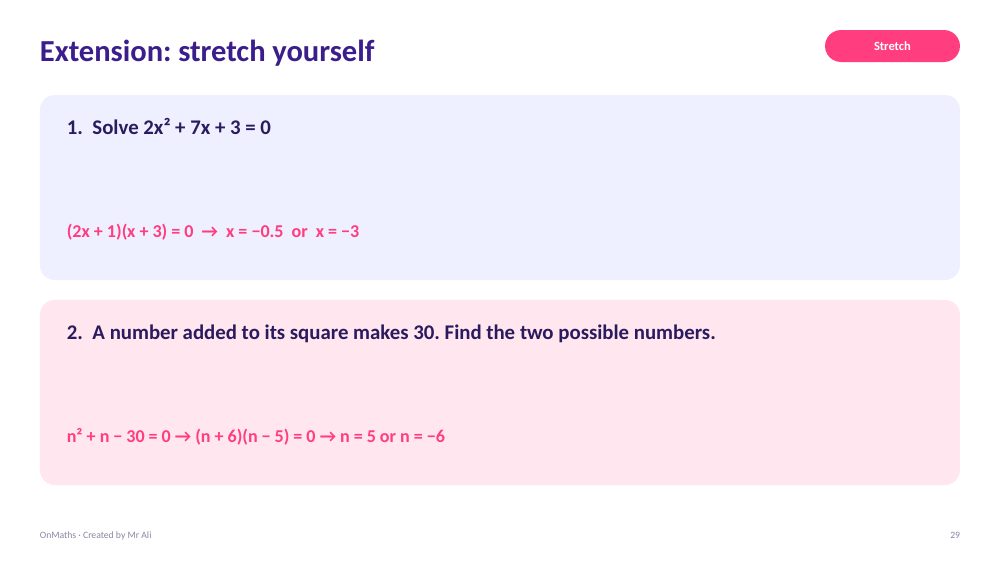 Extension: stretch yourself
Stretch
1. Solve 2x² + 7x + 3 = 0
(2x + 1)(x + 3) = 0 → x = −0.5 or x = −3
2. A number added to its square makes 30. Find the two possible numbers.
n² + n − 30 = 0 → (n + 6)(n − 5) = 0 → n = 5 or n = −6
OnMaths · Created by Mr Ali
29